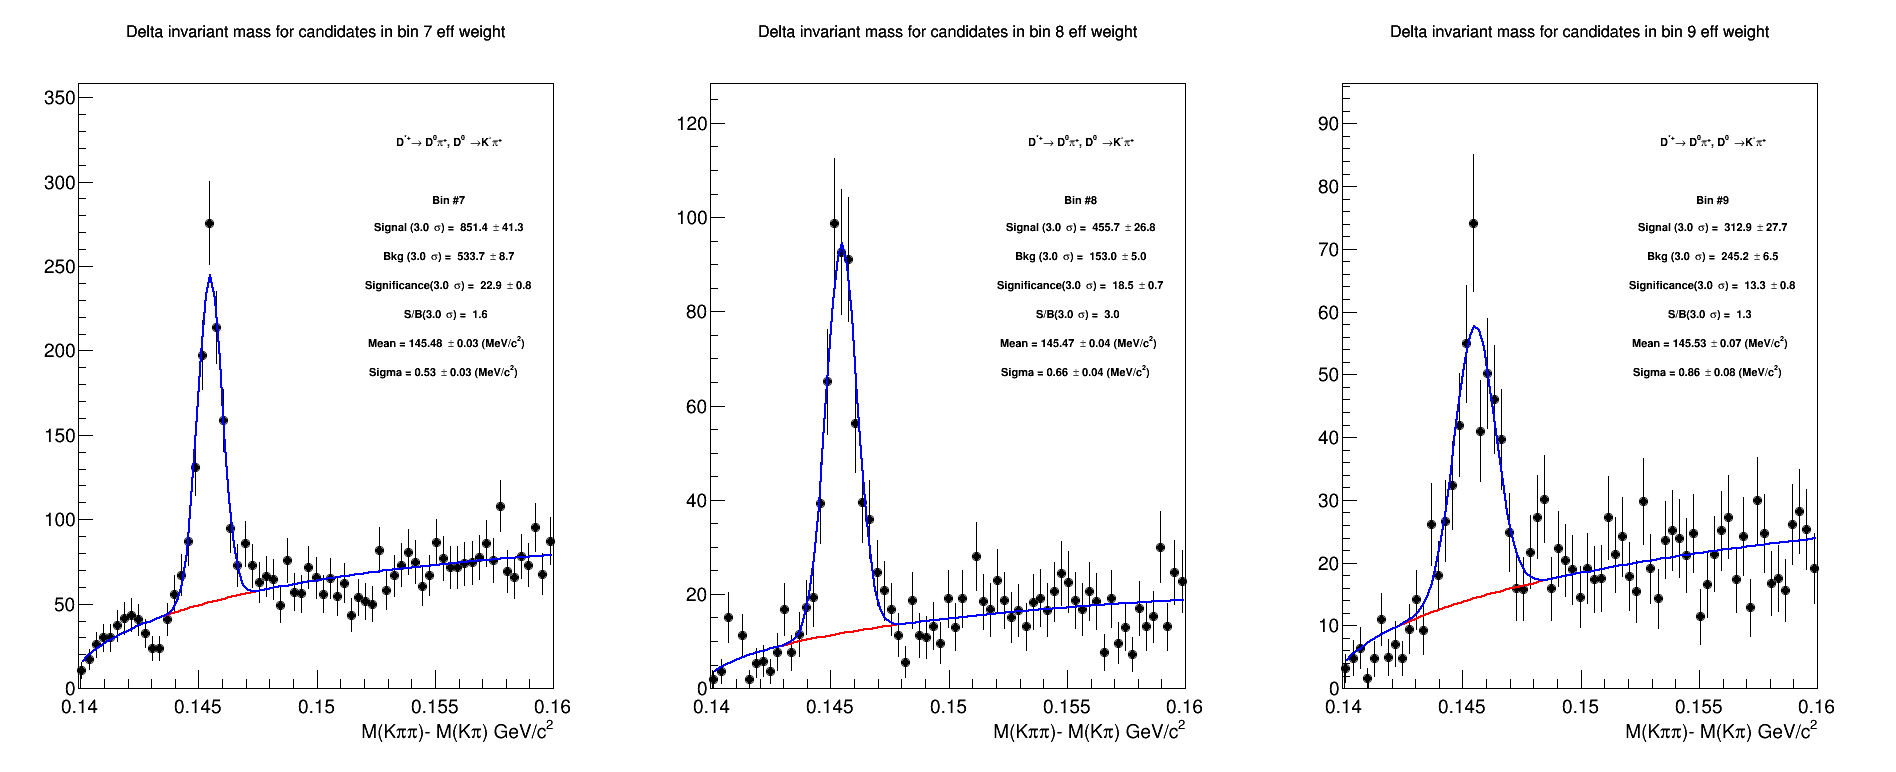 Delta invariant mass for candidates in bin 7 eff weight
350
300
250
200
150
100
50
0
0.14 0.145 0.15 0.155 0.16
M(Kππ)- M(Kπ) GeV/c²
D*⁺→ D⁰π⁺, D⁰ →K⁻π⁺
Bin #7
Signal (3.0 σ) = 851.4 ± 41.3
Bkg (3.0 σ) = 533.7 ± 8.7
Significance(3.0 σ) = 22.9 ± 0.8
S/B(3.0 σ) = 1.6
Mean = 145.48 ± 0.03 (MeV/c²)
Sigma = 0.53 ± 0.03 (MeV/c²)
Delta invariant mass for candidates in bin 8 eff weight
120
100
80
60
40
20
0
0.14 0.145 0.15 0.155 0.16
M(Kππ)- M(Kπ) GeV/c²
D*⁺→ D⁰π⁺, D⁰ →K⁻π⁺
Bin #8
Signal (3.0 σ) = 455.7 ± 26.8
Bkg (3.0 σ) = 153.0 ± 5.0
Significance(3.0 σ) = 18.5 ± 0.7
S/B(3.0 σ) = 3.0
Mean = 145.47 ± 0.04 (MeV/c²)
Sigma = 0.66 ± 0.04 (MeV/c²)
Delta invariant mass for candidates in bin 9 eff weight
90
80
70
60
50
40
30
20
10
0
0.14 0.145 0.15 0.155 0.16
M(Kππ)- M(Kπ) GeV/c²
D*⁺→ D⁰π⁺, D⁰ →K⁻π⁺
Bin #9
Signal (3.0 σ) = 312.9 ± 27.7
Bkg (3.0 σ) = 245.2 ± 6.5
Significance(3.0 σ) = 13.3 ± 0.8
S/B(3.0 σ) = 1.3
Mean = 145.53 ± 0.07 (MeV/c²)
Sigma = 0.86 ± 0.08 (MeV/c²)